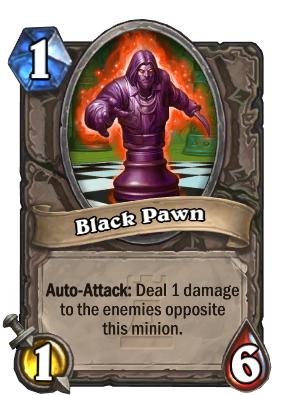 1
Black Pawn
Auto-Attack: Deal 1 damage
to the enemies opposite
this minion.
1
6